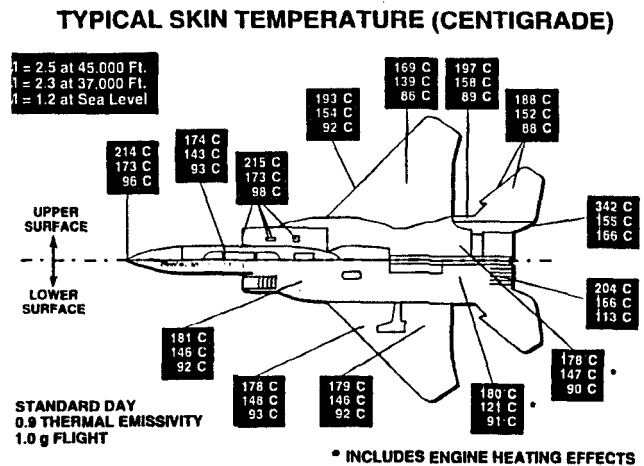 TYPICAL SKIN TEMPERATURE (CENTIGRADE)
= 2.5 at 45.000 Ft.
= 2.3 at 37,000 Ft.
= 1.2 at Sea Level
169 C
139 C
86 C
197 C
158 C
89 C
193 C
154 C
92 C
188 C
152 C
88 C
174 C
143 C
93 C
214 C
173 C
96 C
215 C
173 C
98 C
342 C
155 C
166 C
UPPER
SURFACE
LOWER
SURFACE
204 C
166 C
113 C
181 C
146 C
92 C
178 C
147 C *
90 C
178 C
148 C
93 C
179 C
146 C
92 C
180 C
121 C *
91 C
STANDARD DAY
0.9 THERMAL EMISSIVITY
1.0 g FLIGHT
* INCLUDES ENGINE HEATING EFFECTS